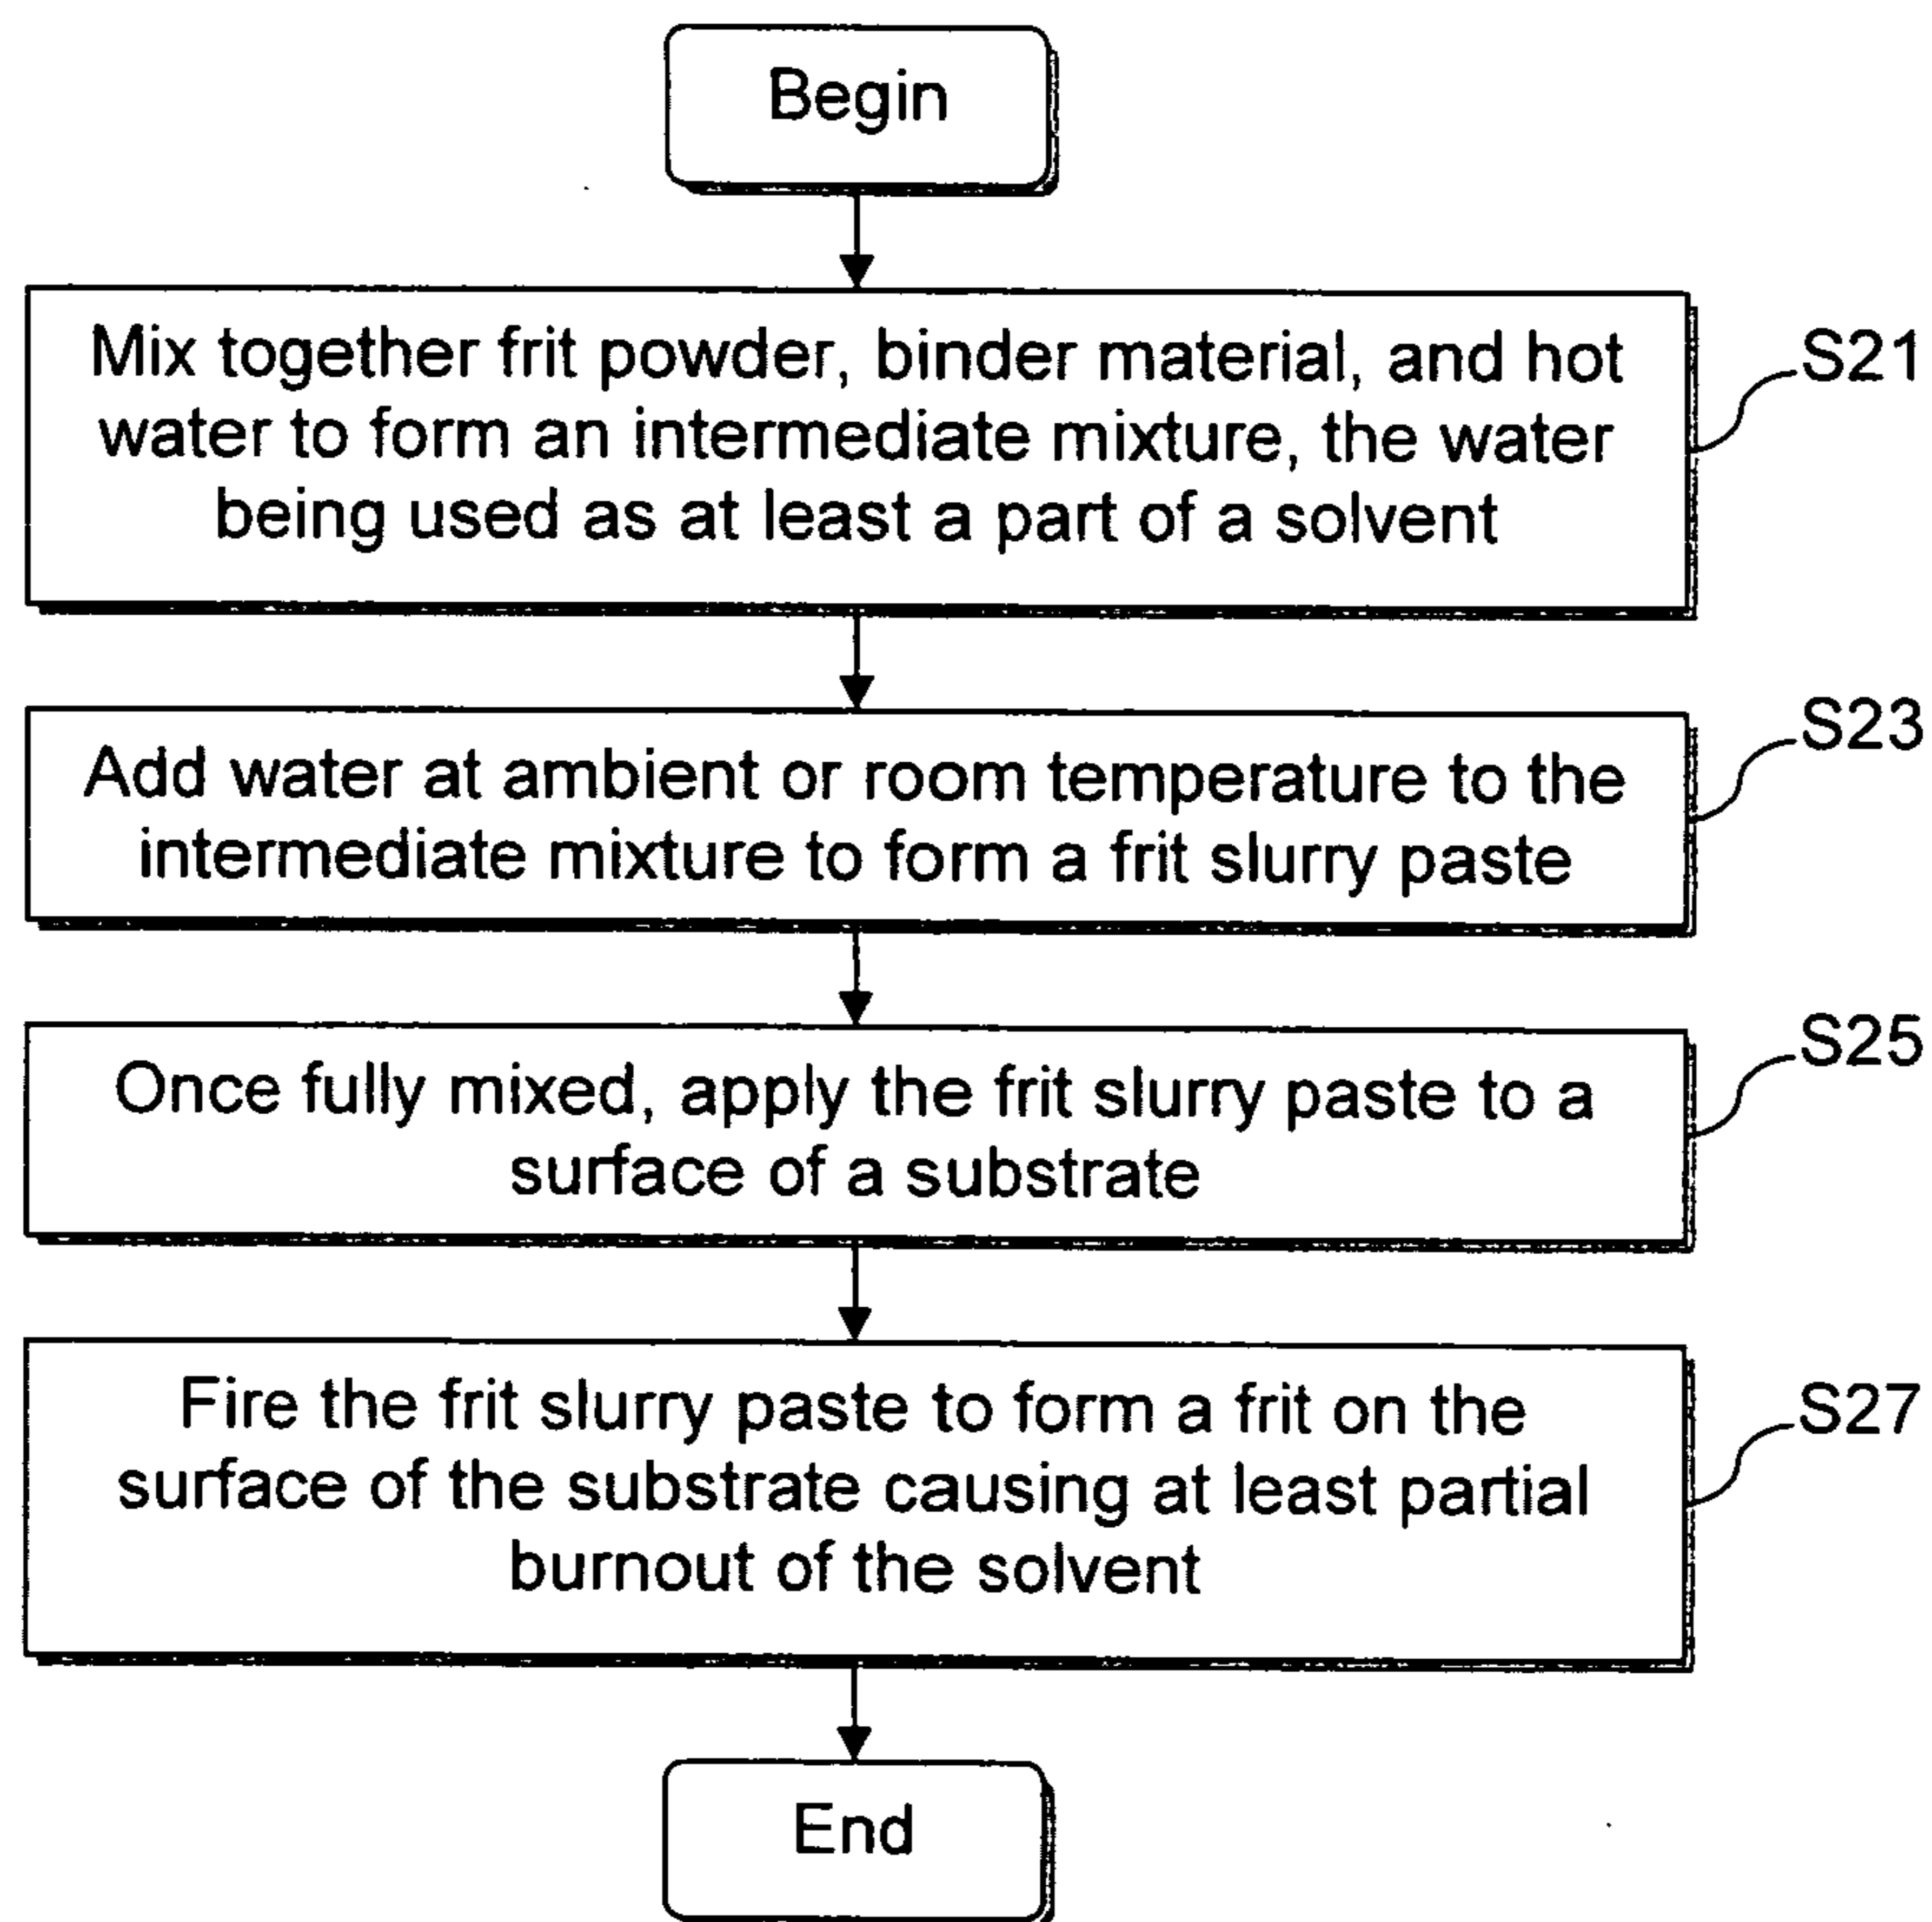 Begin
Mix together frit powder, binder material, and hot
water to form an intermediate mixture, the water
being used as at least a part of a solvent
S21
Add water at ambient or room temperature to the
intermediate mixture to form a frit slurry paste
S23
Once fully mixed, apply the frit slurry paste to a
surface of a substrate
S25
Fire the frit slurry paste to form a frit on the
surface of the substrate causing at least partial
burnout of the solvent
S27
End